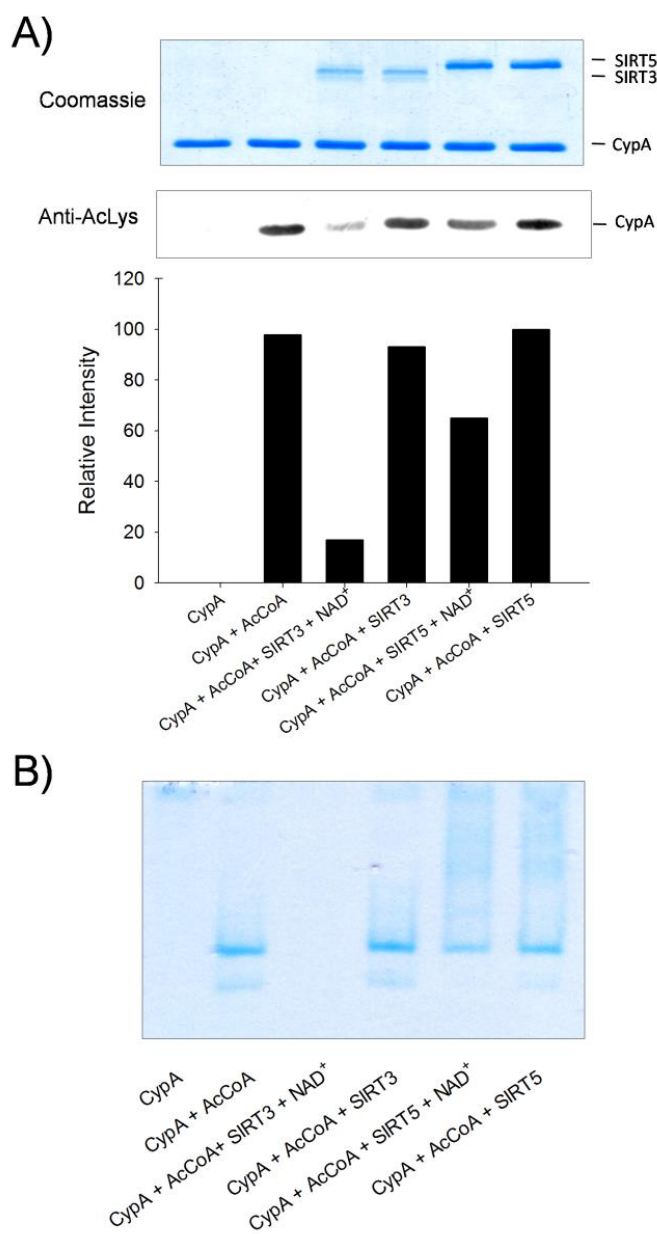 A)
Coomassie
SIRT5
SIRT3
CypA
Anti-AcLys
CypA
120
100
80
60
40
20
0
Relative Intensity
CypA
CypA + AcCoA
CypA + AcCoA+ SIRT3 + NAD⁺
CypA + AcCoA + SIRT3
CypA + AcCoA + SIRT5 + NAD⁺
CypA + AcCoA + SIRT5
B)
CypA
CypA + AcCoA
CypA + AcCoA+ SIRT3 + NAD⁺
CypA + AcCoA + SIRT3
CypA + AcCoA + SIRT5 + NAD⁺
CypA + AcCoA + SIRT5